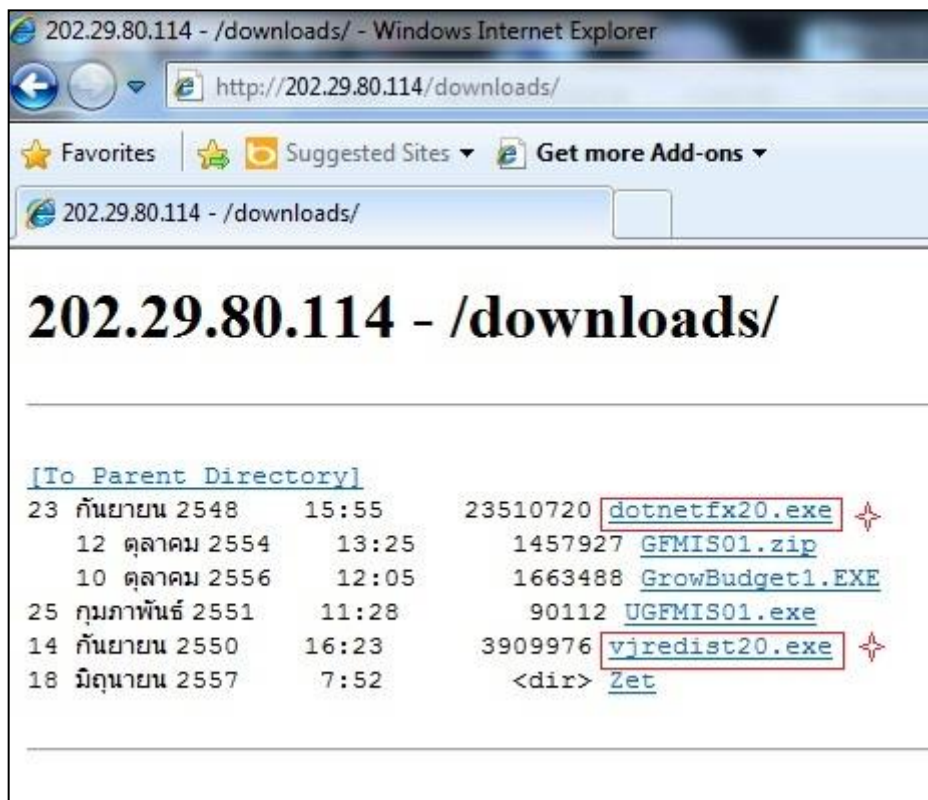 202.29.80.114 - /downloads/ - Windows Internet Explorer
http://202.29.80.114/downloads/
Favorites Suggested Sites Get more Add-ons
202.29.80.114 - /downloads/
202.29.80.114 - /downloads/
[To Parent Directory]
23 กันยายน 2548 15:55 23510720 dotnetfx20.exe
12 ตุลาคม 2554 13:25 1457927 GFMIS01.zip
10 ตุลาคม 2556 12:05 1663488 GrowBudget1.EXE
25 กุมภาพันธ์ 2551 11:28 90112 UGFMIS01.exe
14 กันยายน 2550 16:23 3909976 vjredist20.exe
18 มิถุนายน 2557 7:52 <dir> Zet